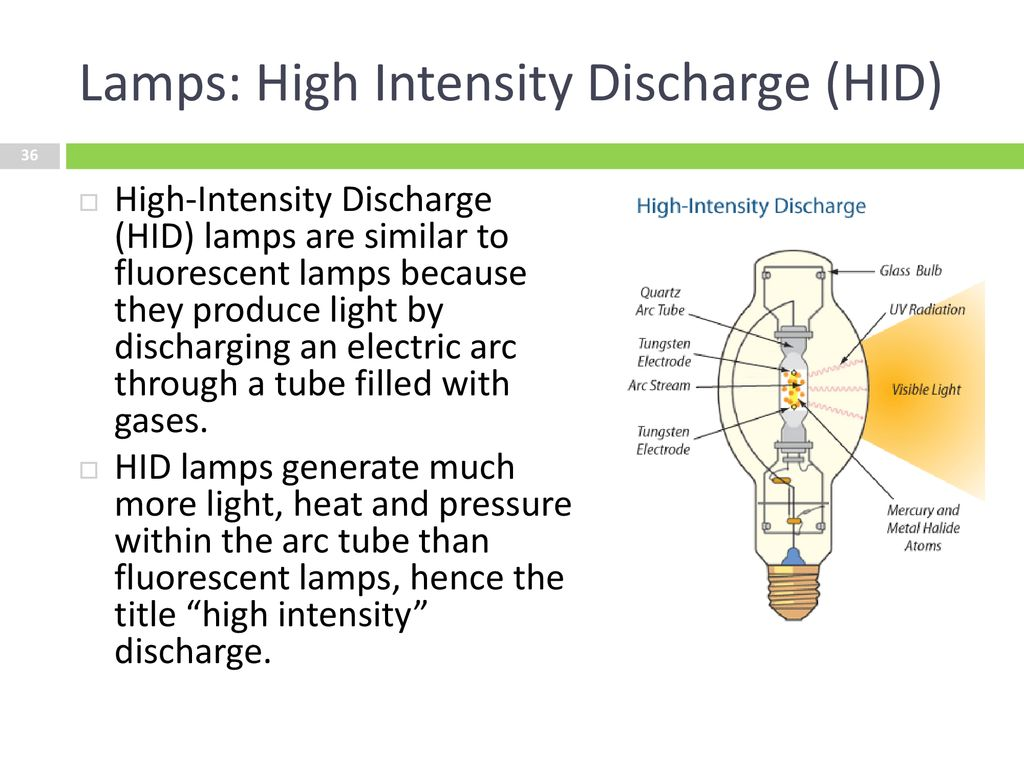 Lamps: High Intensity Discharge (HID)
36
High-Intensity Discharge
(HID) lamps are similar to
fluorescent lamps because
they produce light by
discharging an electric arc
through a tube filled with
gases.
HID lamps generate much
more light, heat and pressure
within the arc tube than
fluorescent lamps, hence the
title “high intensity”
discharge.
High-Intensity Discharge
Glass Bulb
Quartz
Arc Tube
UV Radiation
Tungsten
Electrode
Arc Stream
Visible Light
Tungsten
Electrode
Mercury and
Metal Halide
Atoms